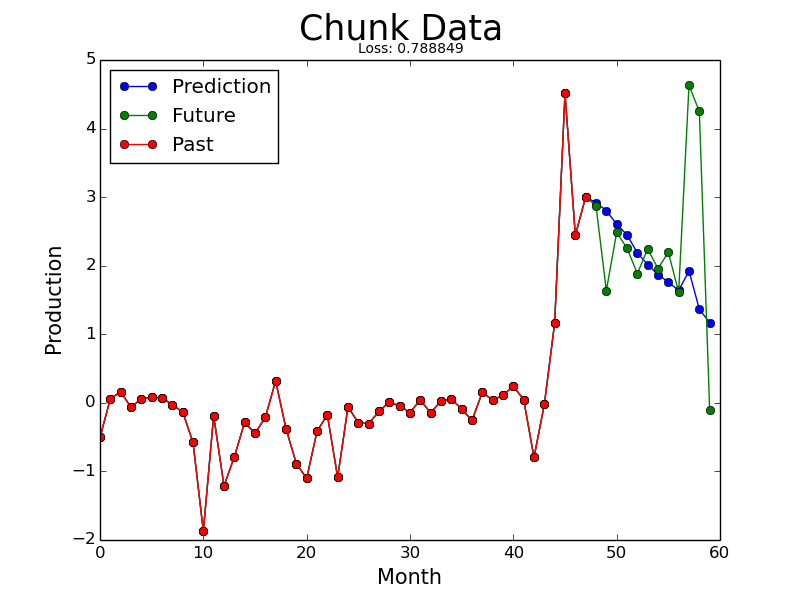 Chunk Data
Loss: 0.788849
5
4
3
2
1
0
−1
−2
Prediction
Future
Past
Production
0 10 20 30 40 50 60
Month